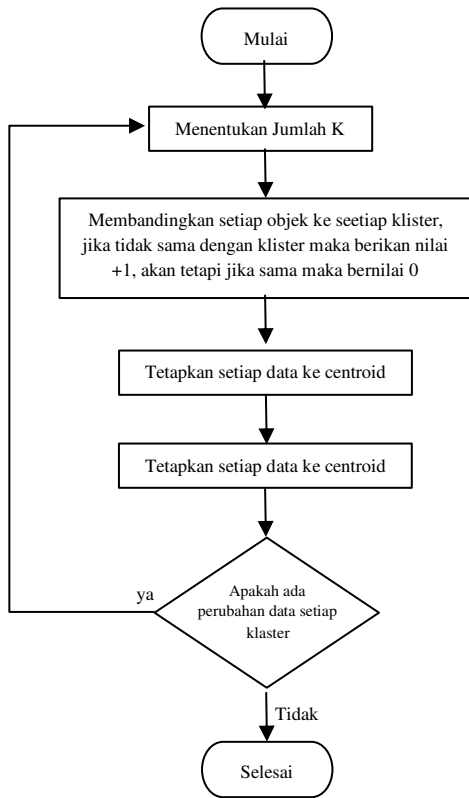 Mulai
Menentukan Jumlah K
Membandingkan setiap objek ke seetiap klister,
jika tidak sama dengan klister maka berikan nilai
+1, akan tetapi jika sama maka bernilai 0
Tetapkan setiap data ke centroid
Tetapkan setiap data ke centroid
ya
Apakah ada
perubahan data setiap
klaster
Tidak
Selesai